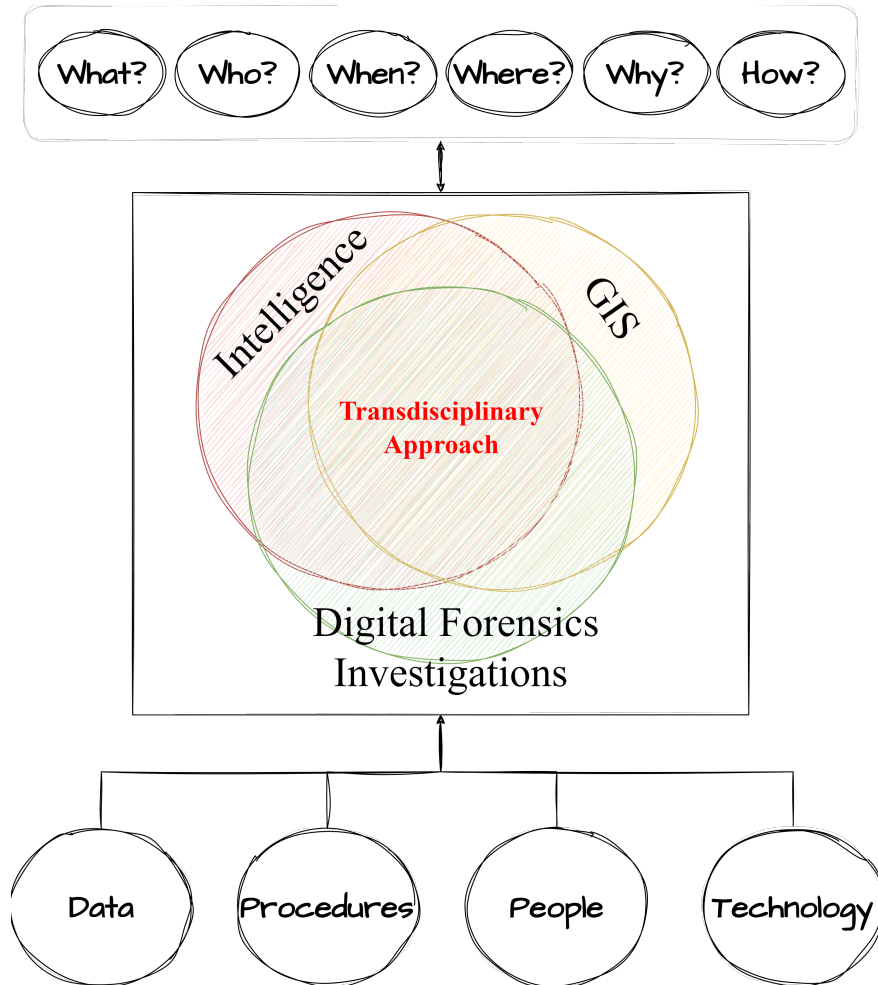 What?
Who?
When?
Where?
Why?
How?
Intelligence
GIS
Transdisciplinary
Approach
Digital Forensics
Investigations
Data
Procedures
People
Technology